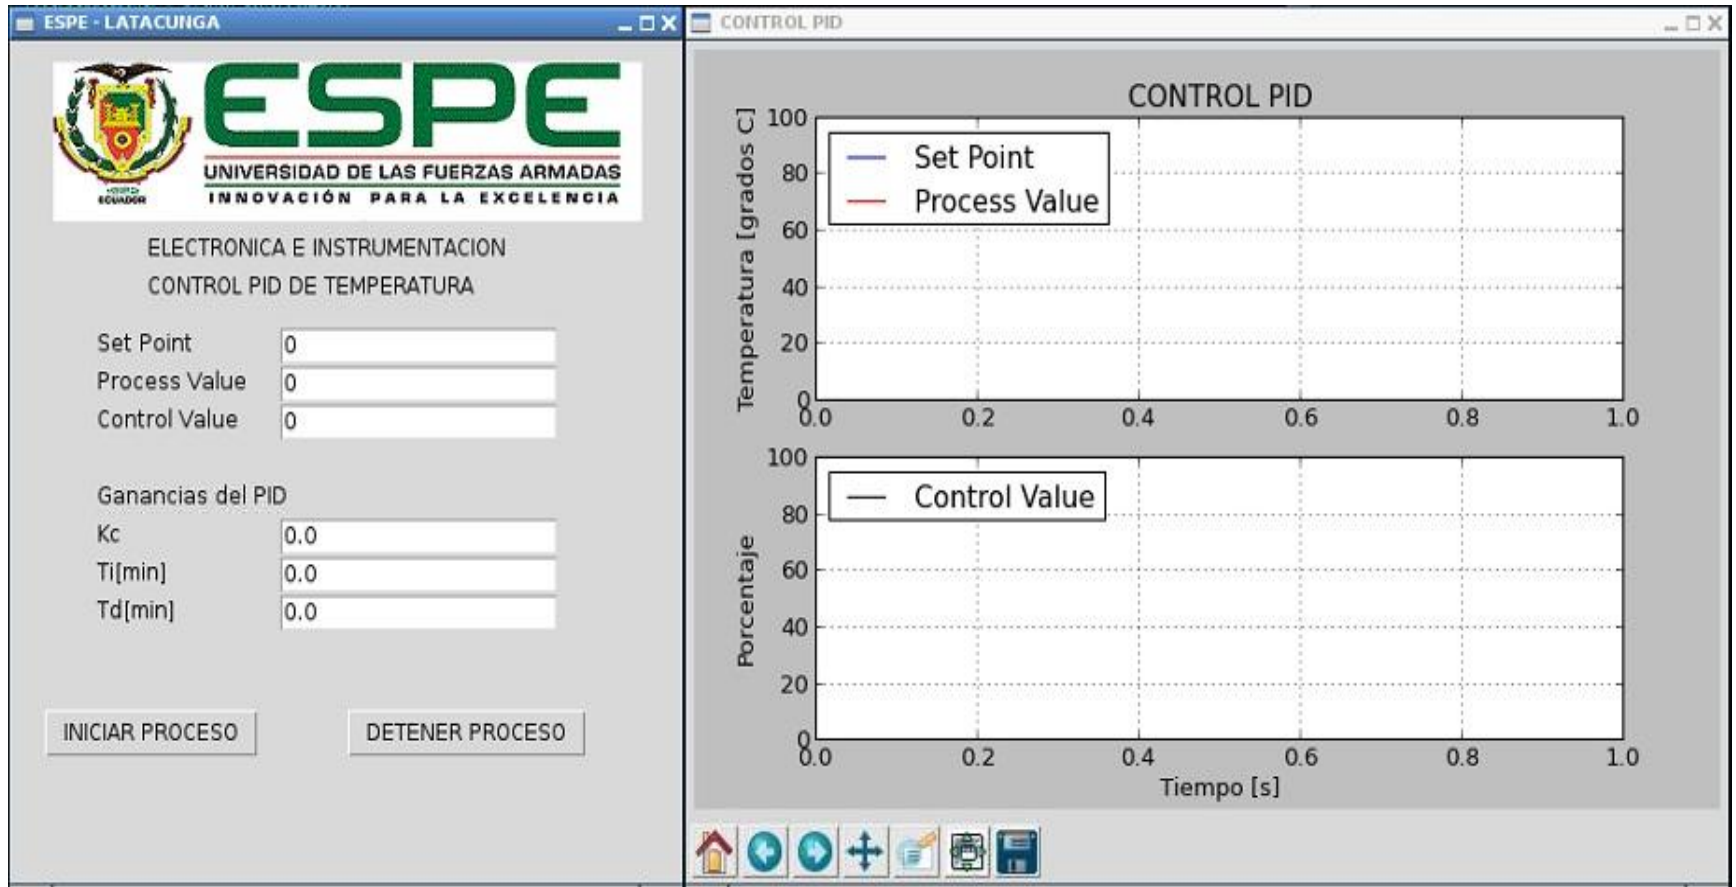 ESPE - LATACUNGA
ESPE
UNIVERSIDAD DE LAS FUERZAS ARMADAS
INNOVACIÓN PARA LA EXCELENCIA
ECUADOR
ELECTRONICA E INSTRUMENTACION
CONTROL PID DE TEMPERATURA
Set Point 0
Process Value 0
Control Value 0
Ganancias del PID
Kc 0.0
Ti[min] 0.0
Td[min] 0.0
INICIAR PROCESO DETENER PROCESO
CONTROL PID
CONTROL PID
Temperatura [grados C]
100
80
60
40
20
0
Set Point
Process Value
0.0 0.2 0.4 0.6 0.8 1.0
Porcentaje
100
80
60
40
20
0
Control Value
0.0 0.2 0.4 0.6 0.8 1.0
Tiempo [s]